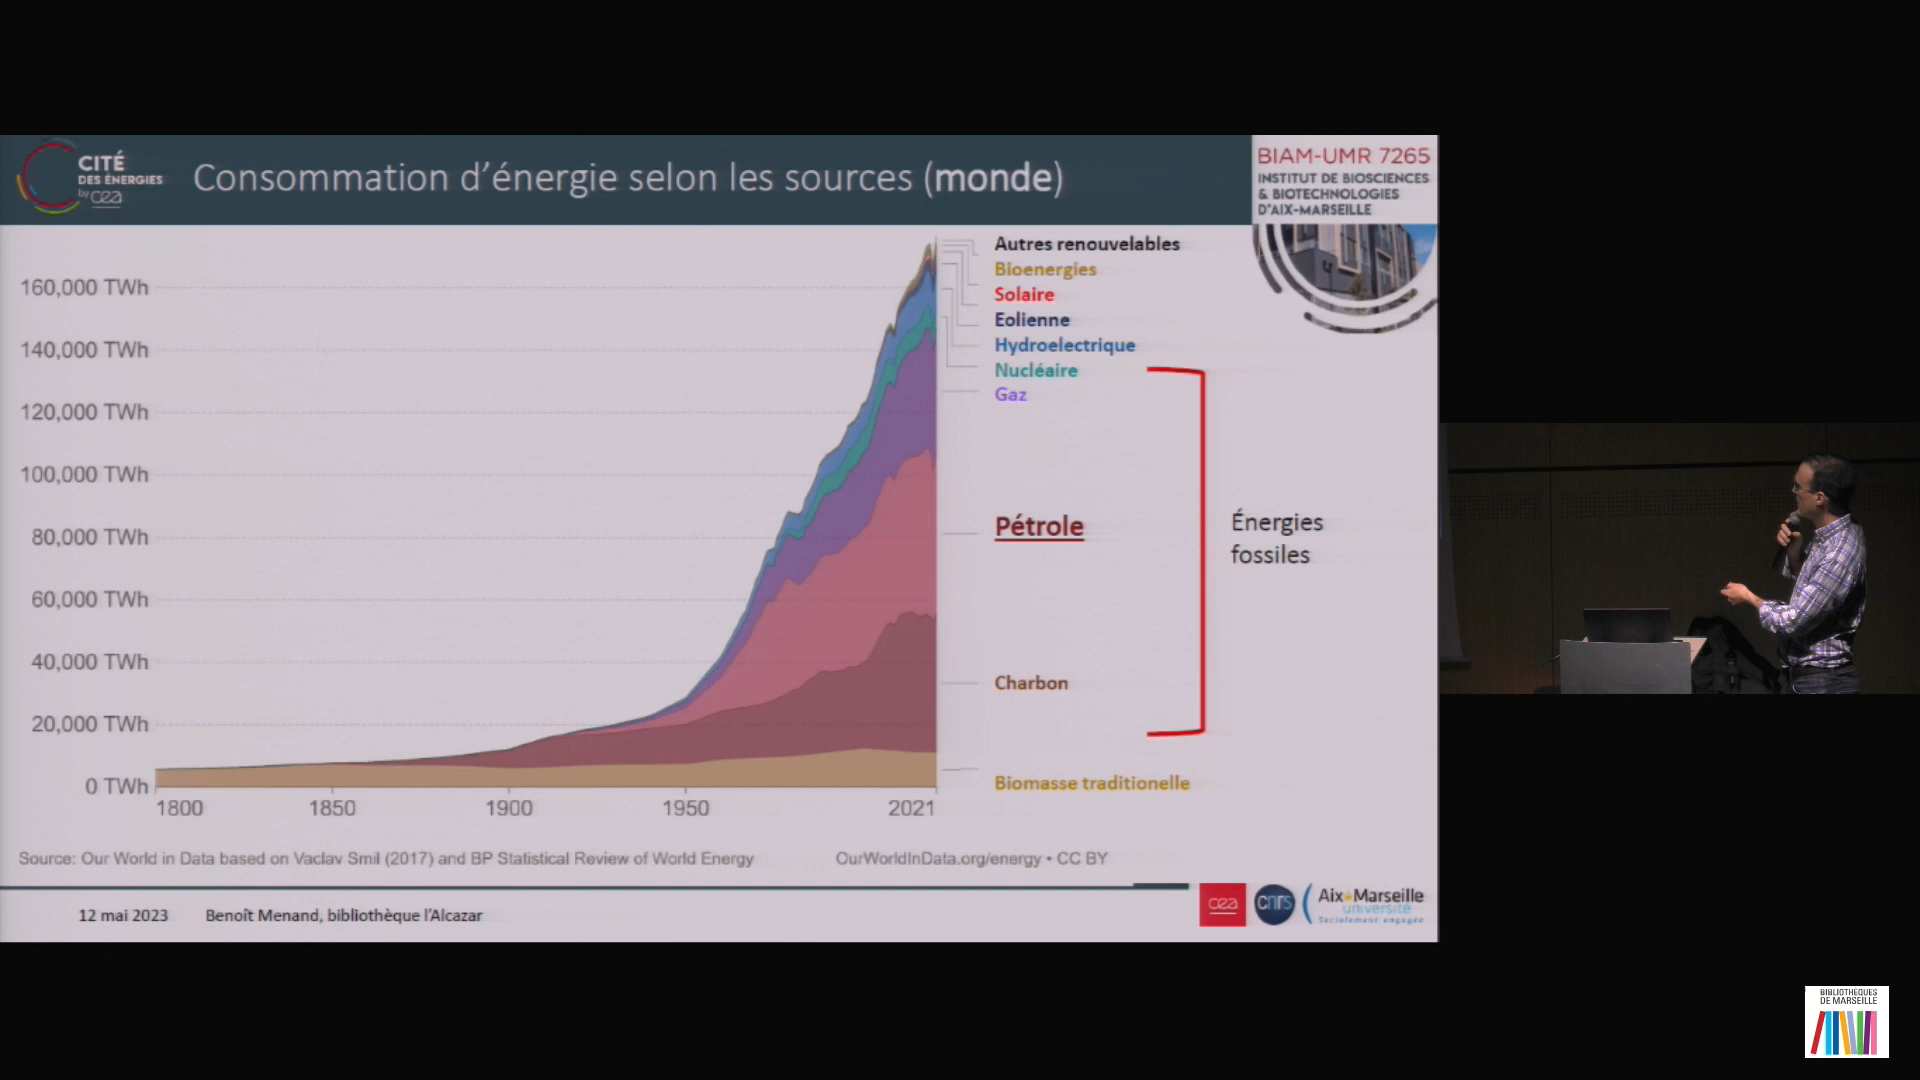 CITÉ
DES ÉNERGIES
by cea
Consommation d'énergie selon les sources (monde)
BIAM-UMR 7265
INSTITUT DE BIOSCIENCES
& BIOTECHNOLOGIES
D'AIX-MARSEILLE
160,000 TWh
140,000 TWh
120,000 TWh
100,000 TWh
80,000 TWh
60,000 TWh
40,000 TWh
20,000 TWh
0 TWh
1800
1850
1900
1950
2021
Autres renouvelables
Bioenergies
Solaire
Eolienne
Hydroelectrique
Nucléaire
Gaz
Pétrole
Charbon
Biomasse traditionelle
Énergies
fossiles
Source: Our World in Data based on Vaclav Smil (2017) and BP Statistical Review of World Energy
OurWorldInData.org/energy • CC BY
12 mai 2023
Benoît Menand, bibliothèque l'Alcazar
cea
cnrs
Aix+Marseille
université
Socialement engagée
BIBLIOTHÈQUES
DE MARSEILLE